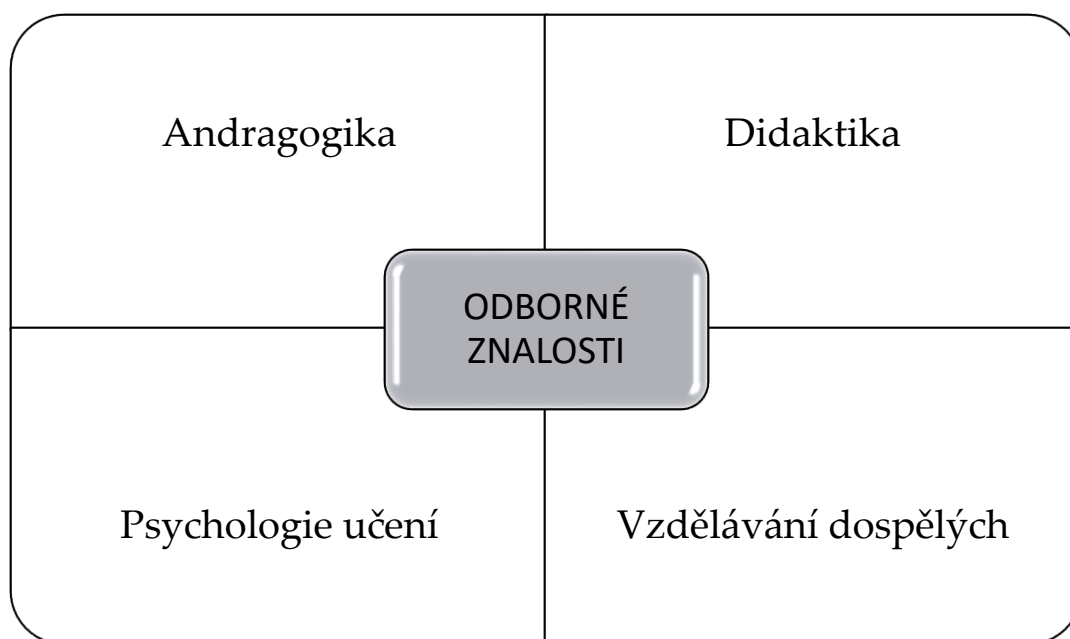 Andragogika
Didaktika
ODBORNÉ
ZNALOSTI
Psychologie učení
Vzdělávání dospělých